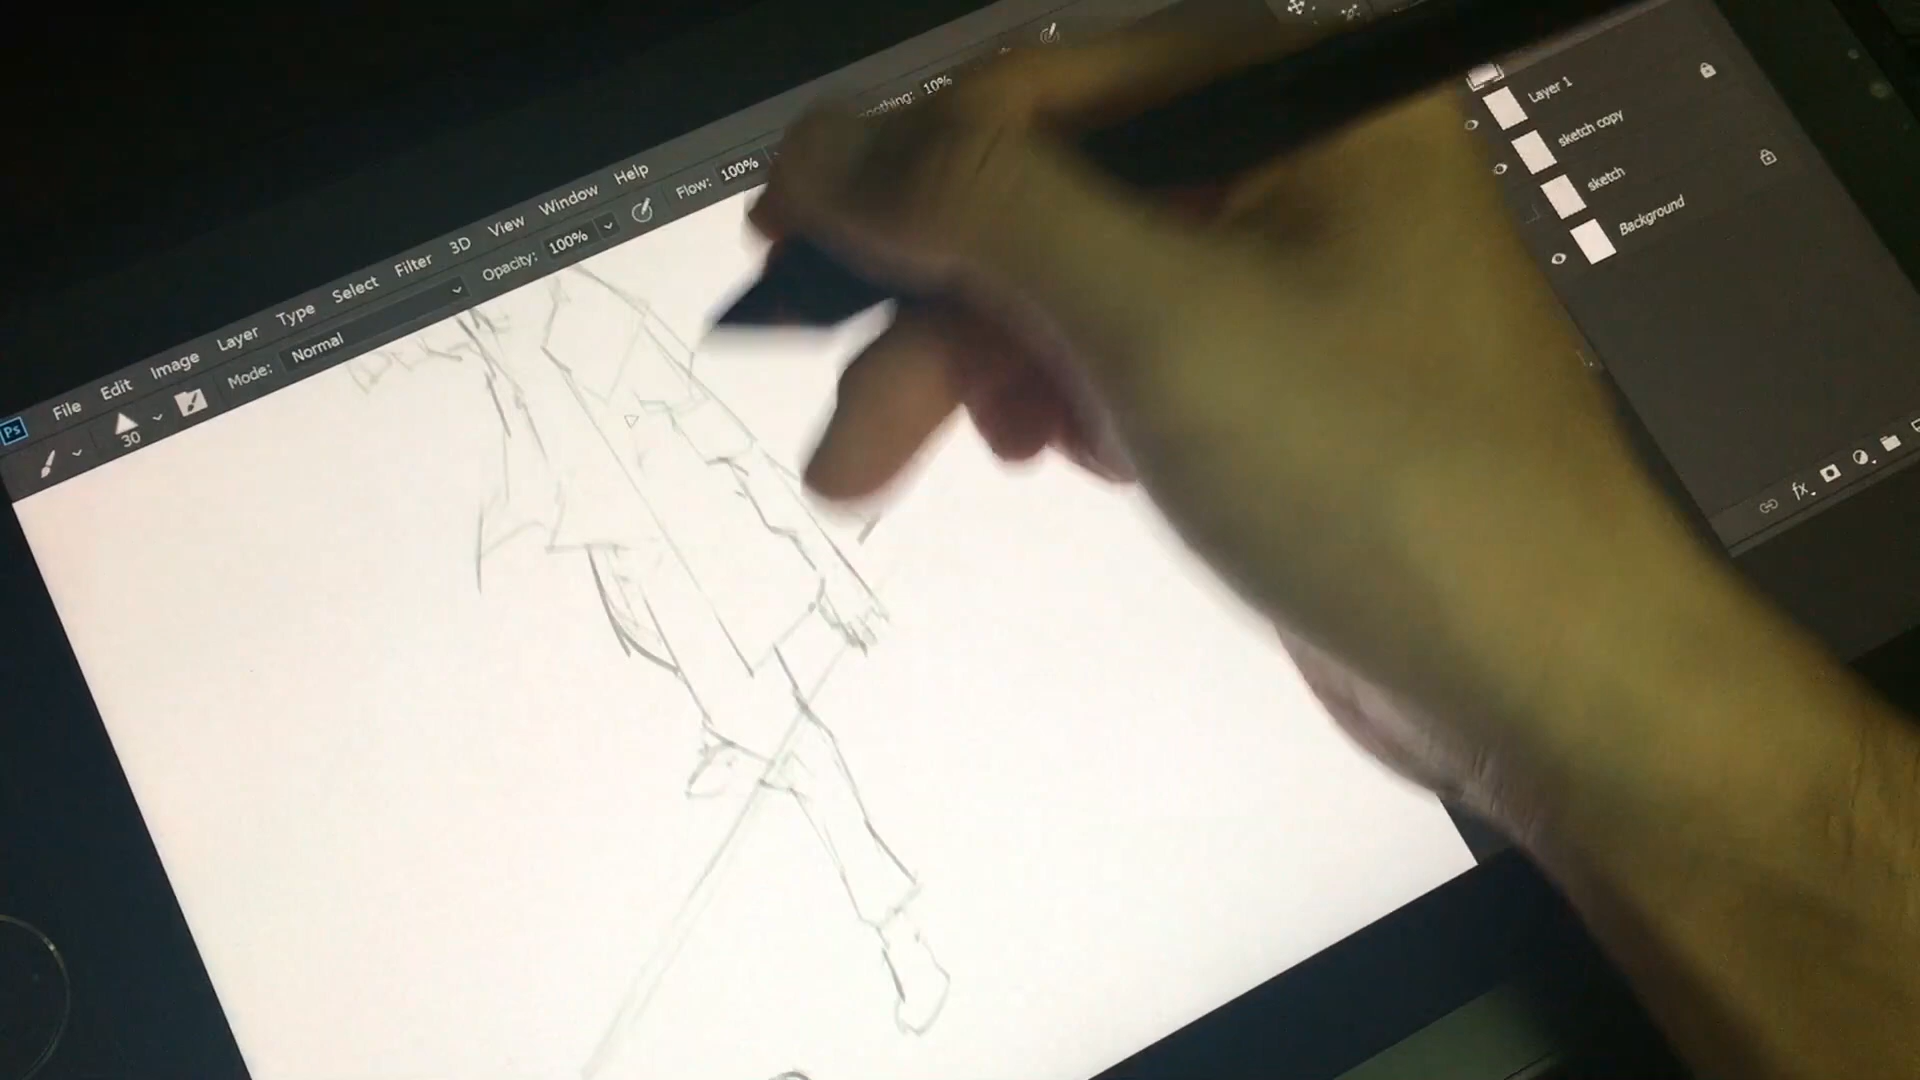 Ps File Edit Image Layer Type Select Filter 3D View Window Help
30 Mode: Normal Opacity: 100% Flow: 100% 10%
Layer 1
sketch copy
sketch
Background
fx